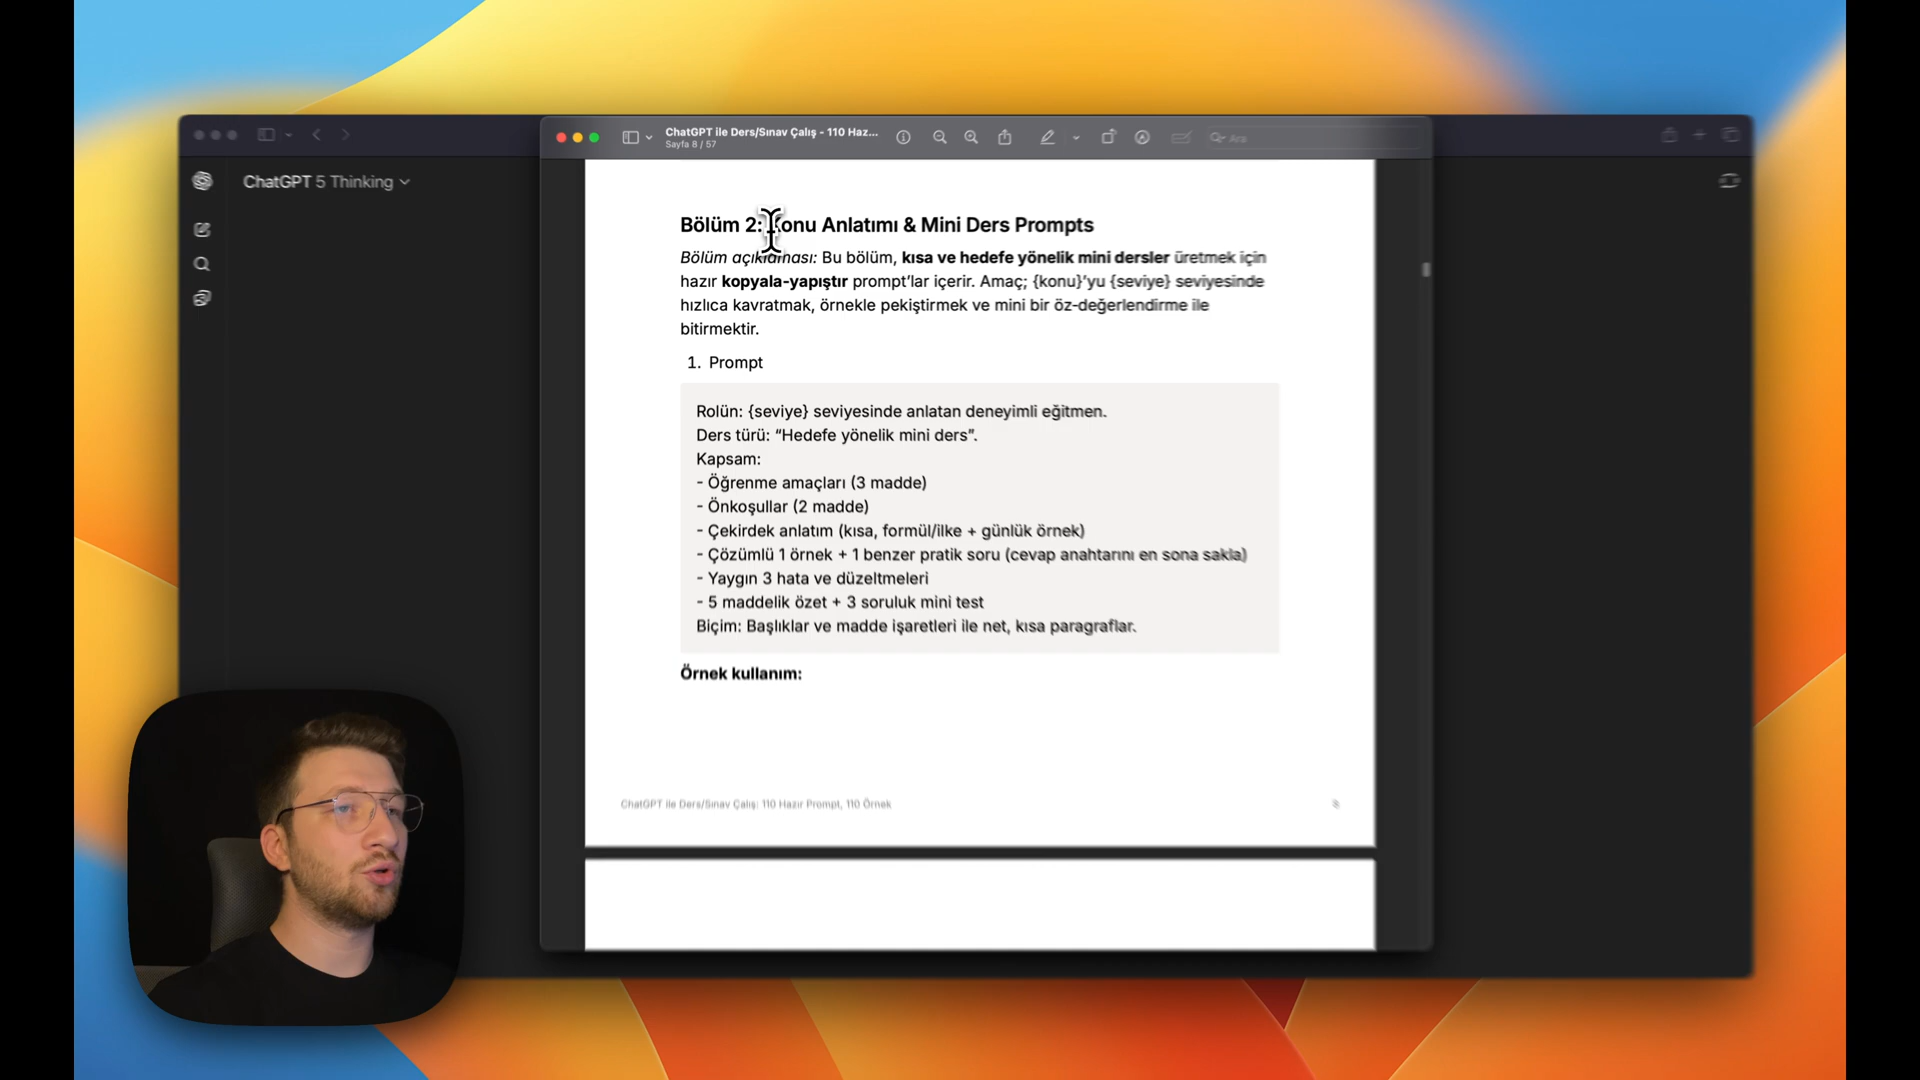 ChatGPT ile Ders/Sınav Çalış - 110 Haz...
Sayfa 8 / 57
Ara
ChatGPT 5 Thinking
Bölüm 2: Konu Anlatımı & Mini Ders Prompts
Bölüm açıklaması: Bu bölüm, kısa ve hedefe yönelik mini dersler üretmek için
hazır kopyala-yapıştır prompt’lar içerir. Amaç; {konu}’yu {seviye} seviyesinde
hızlıca kavratmak, örnekle pekiştirmek ve mini bir öz-değerlendirme ile
bitirmektir.
1. Prompt
Rolün: {seviye} seviyesinde anlatan deneyimli eğitmen.
Ders türü: “Hedefe yönelik mini ders”.
Kapsam:
- Öğrenme amaçları (3 madde)
- Önkoşullar (2 madde)
- Çekirdek anlatım (kısa, formül/ilke + günlük örnek)
- Çözümlü 1 örnek + 1 benzer pratik soru (cevap anahtarını en sona sakla)
- Yaygın 3 hata ve düzeltmeleri
- 5 maddelik özet + 3 soruluk mini test
Biçim: Başlıklar ve madde işaretleri ile net, kısa paragraflar.
Örnek kullanım:
ChatGPT ile Ders/Sınav Çalış: 110 Hazır Prompt, 110 Örnek